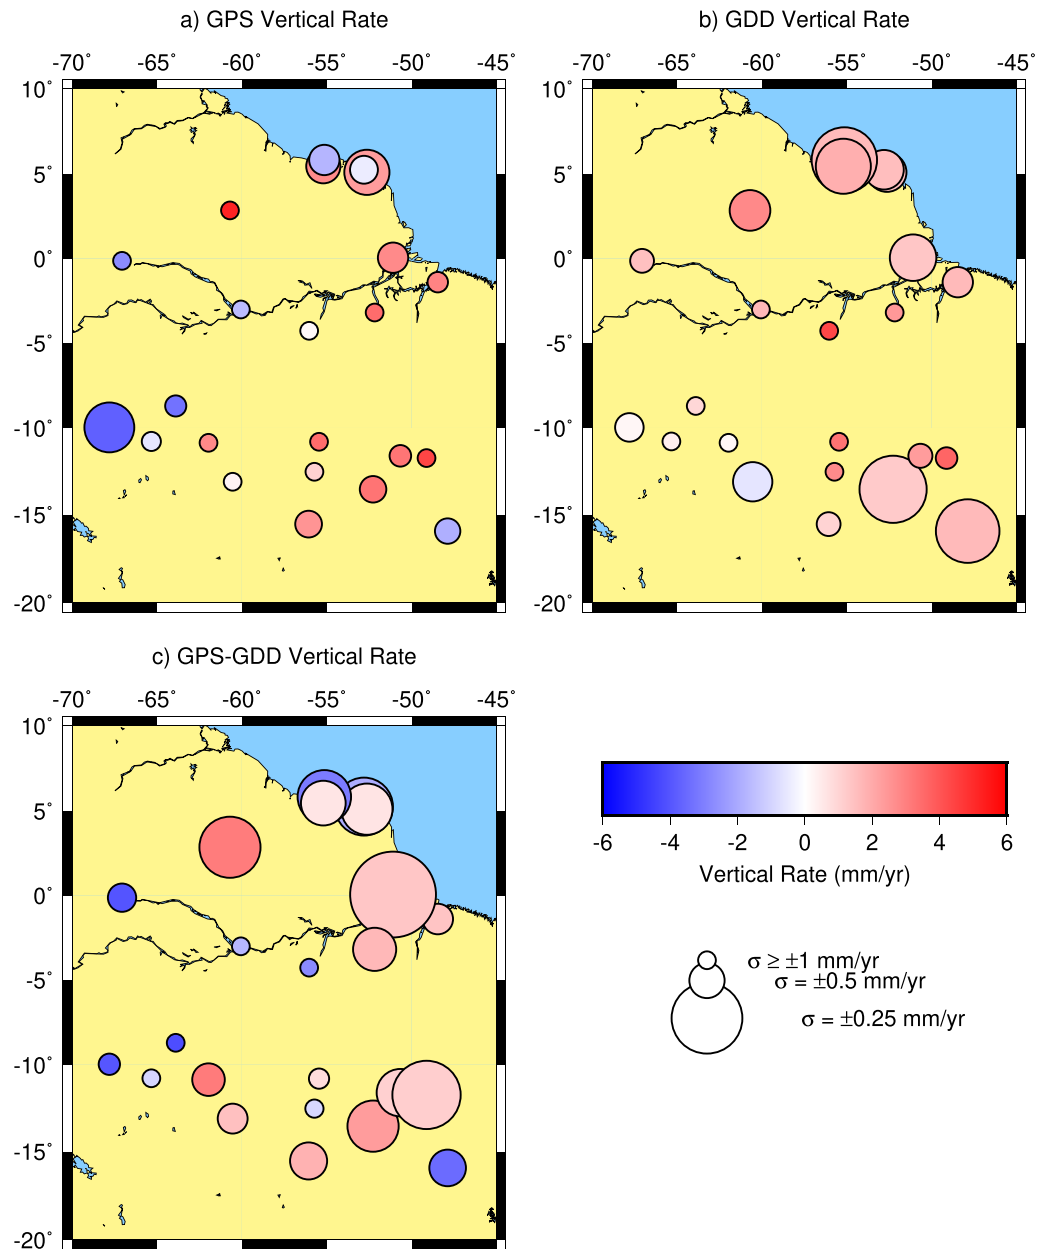 a) GPS Vertical Rate
b) GDD Vertical Rate
-70˚ -65˚ -60˚ -55˚ -50˚ -45˚
-70˚ -65˚ -60˚ -55˚ -50˚ -45˚
10˚
5˚
0˚
-5˚
-10˚
-15˚
-20˚
10˚
5˚
0˚
-5˚
-10˚
-15˚
-20˚
c) GPS-GDD Vertical Rate
-70˚ -65˚ -60˚ -55˚ -50˚ -45˚
10˚
5˚
0˚
-5˚
-10˚
-15˚
-20˚
-6 -4 -2 0 2 4 6
Vertical Rate (mm/yr)
σ ≥ ±1 mm/yr
σ = ±0.5 mm/yr
σ = ±0.25 mm/yr